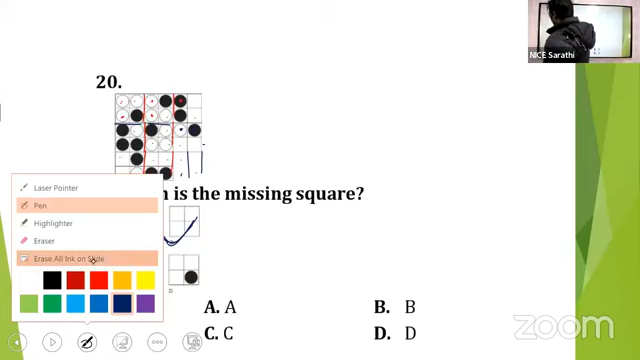 NICE Sarathi
20.
Laser Pointer
Pen
is the missing square?
Highlighter
Eraser
Erase All Ink on Slide
D
A. A
B. B
C. C
D. D
zoom